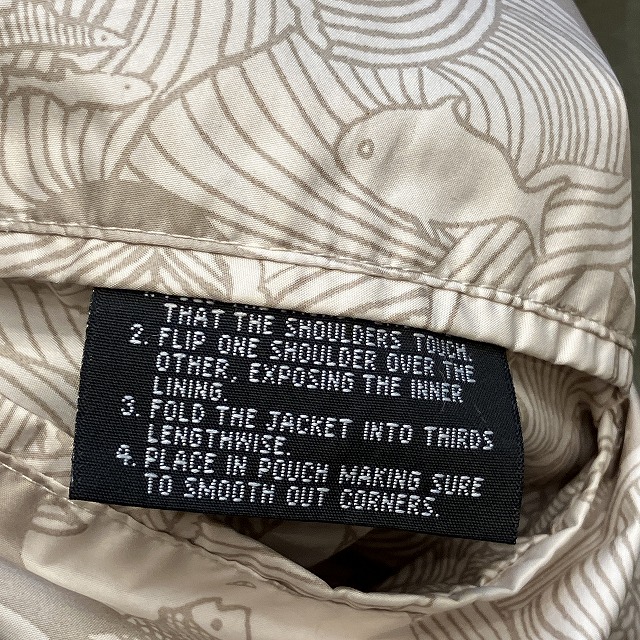 THAT THE SHOULDERS TOUCH.
2. FLIP ONE SHOULDER OVER THE
OTHER, EXPOSING THE INNER
LINING.
3. FOLD THE JACKET INTO THIRDS
LENGTHWISE.
4. PLACE IN POUCH MAKING SURE
TO SMOOTH OUT CORNERS.